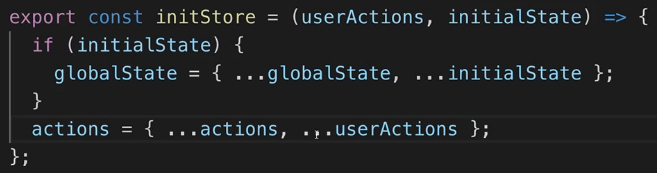 export const initStore = (userActions, initialState) => {
  if (initialState) {
    globalState = { ...globalState, ...initialState };
  }
  actions = { ...actions, ...userActions };
};